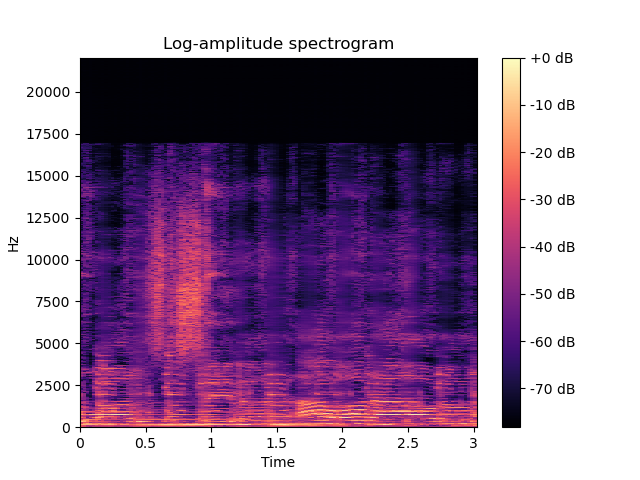 Log-amplitude spectrogram
Hz
20000
17500
15000
12500
10000
7500
5000
2500
0
0 0.5 1 1.5 2 2.5 3
Time
+0 dB
-10 dB
-20 dB
-30 dB
-40 dB
-50 dB
-60 dB
-70 dB